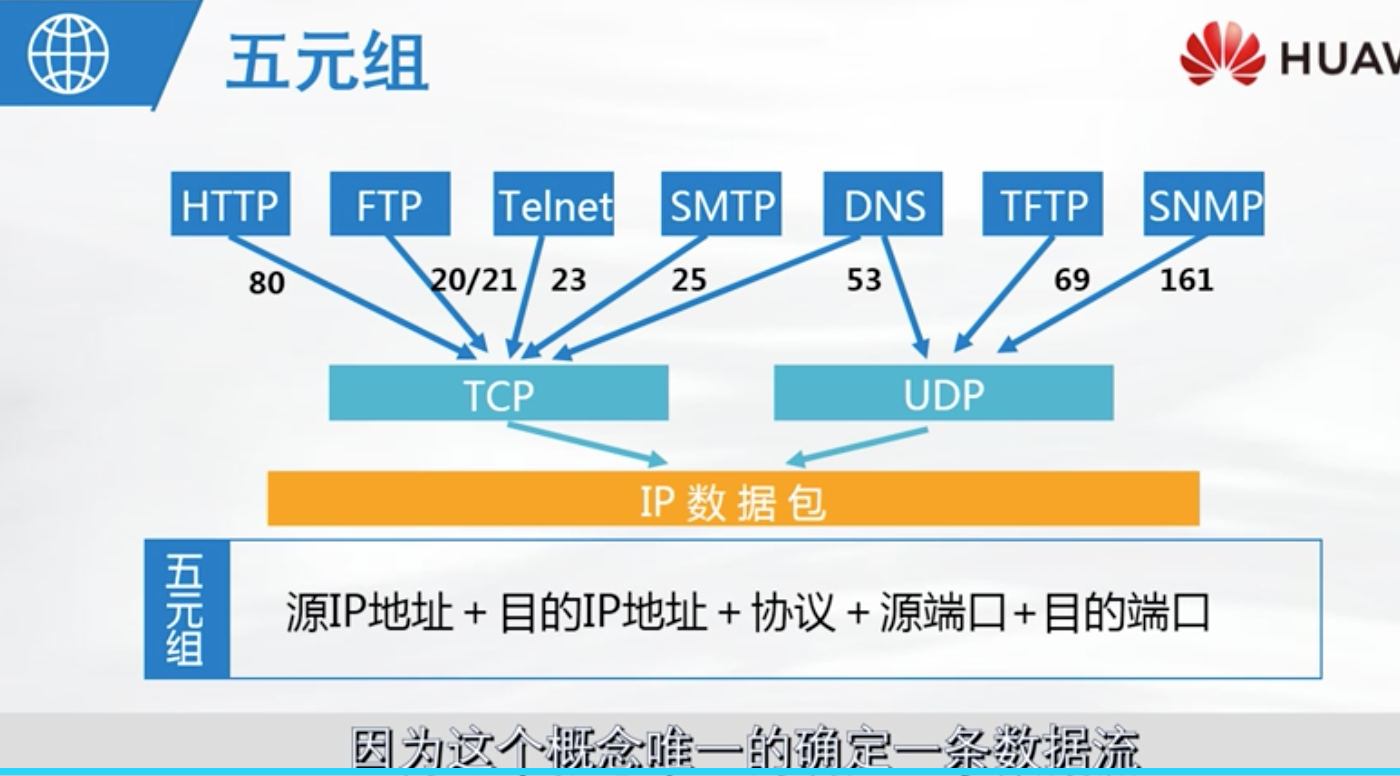 五元组
HUAW
HTTP FTP Telnet SMTP DNS TFTP SNMP
80 20/21 23 25 53 69 161
TCP UDP
IP数据包
五元组
源IP地址+目的IP地址+协议+源端口+目的端口
因为这个概念唯一的确定一条数据流